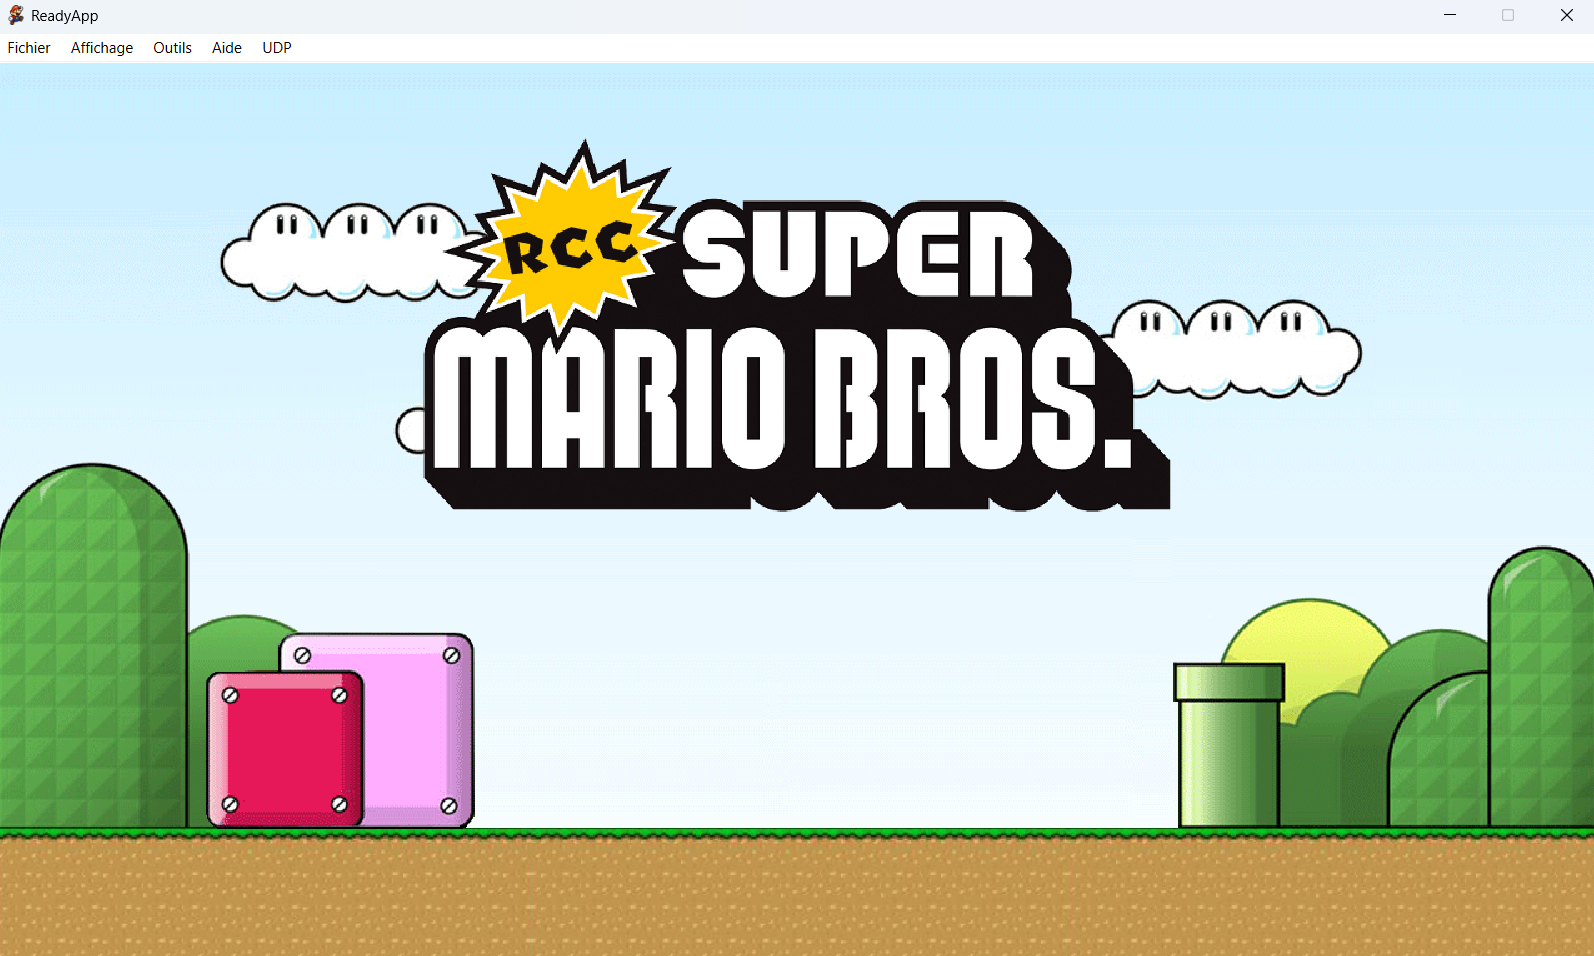 ReadyApp
Fichier Affichage Outils Aide UDP
RCC SUPER
MARIO BROS.